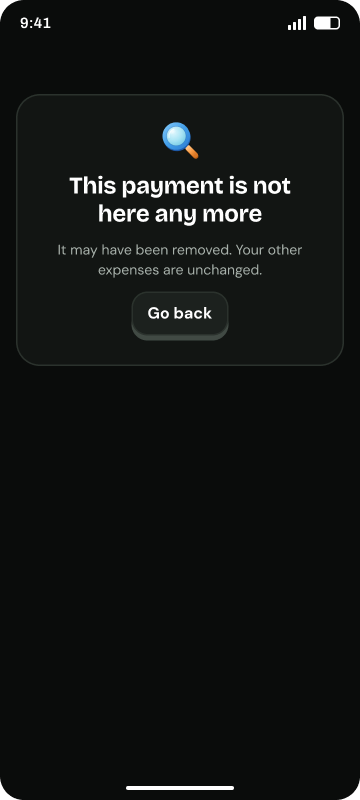 9:41
This payment is not
here any more
It may have been removed. Your other
expenses are unchanged.
Go back